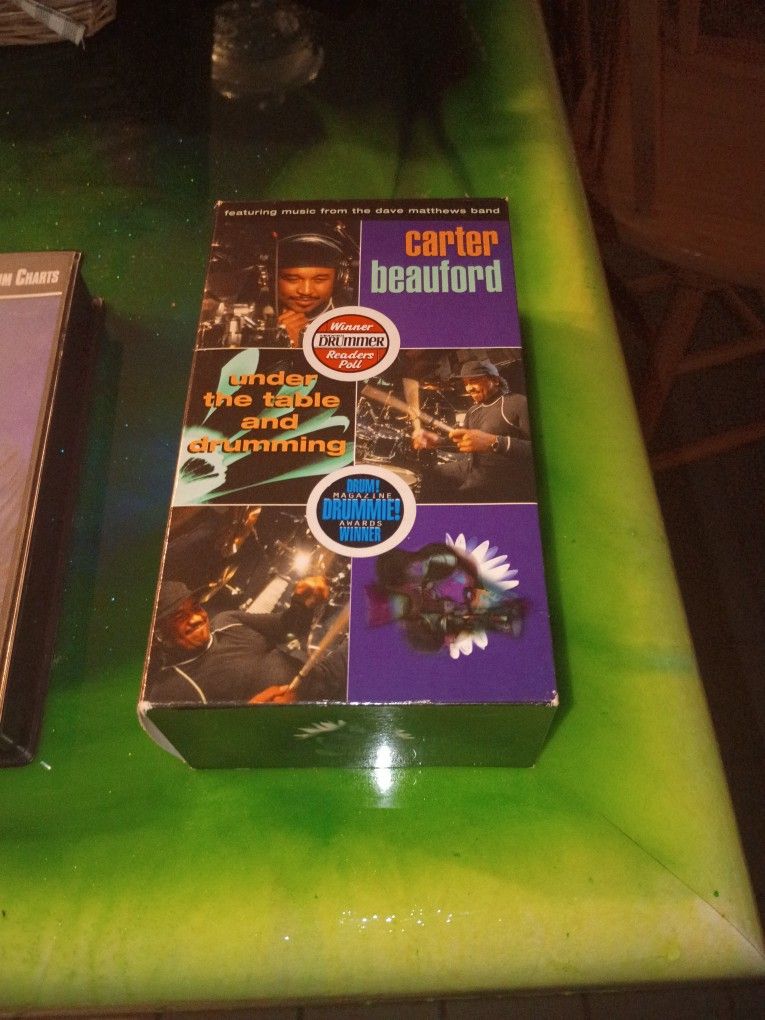 featuring music from the dave matthews band
carter
beauford
Winner
DRUMMER
Readers
Poll
under
the table
and
drumming
DRUM!
MAGAZINE
DRUMMIE!
AWARDS
WINNER
M CHARTS